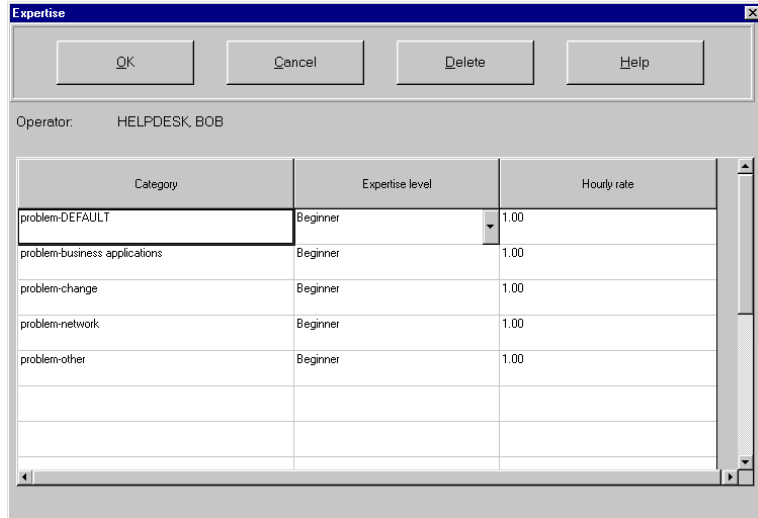 Expertise
OK Cancel Delete Help
Operator: HELPDESK, BOB
Category Expertise level Hourly rate
problem-DEFAULT Beginner 1.00
problem-business applications Beginner 1.00
problem-change Beginner 1.00
problem-network Beginner 1.00
problem-other Beginner 1.00